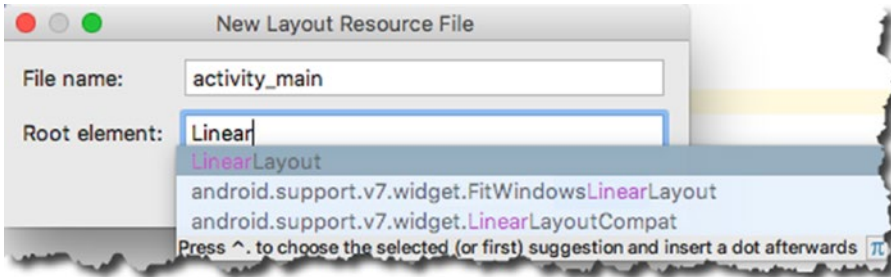 New Layout Resource File
File name: activity_main
Root element: Linear
LinearLayout
android.support.v7.widget.FitWindowsLinearLayout
android.support.v7.widget.LinearLayoutCompat
Press ^. to choose the selected (or first) suggestion and insert a dot afterwards π